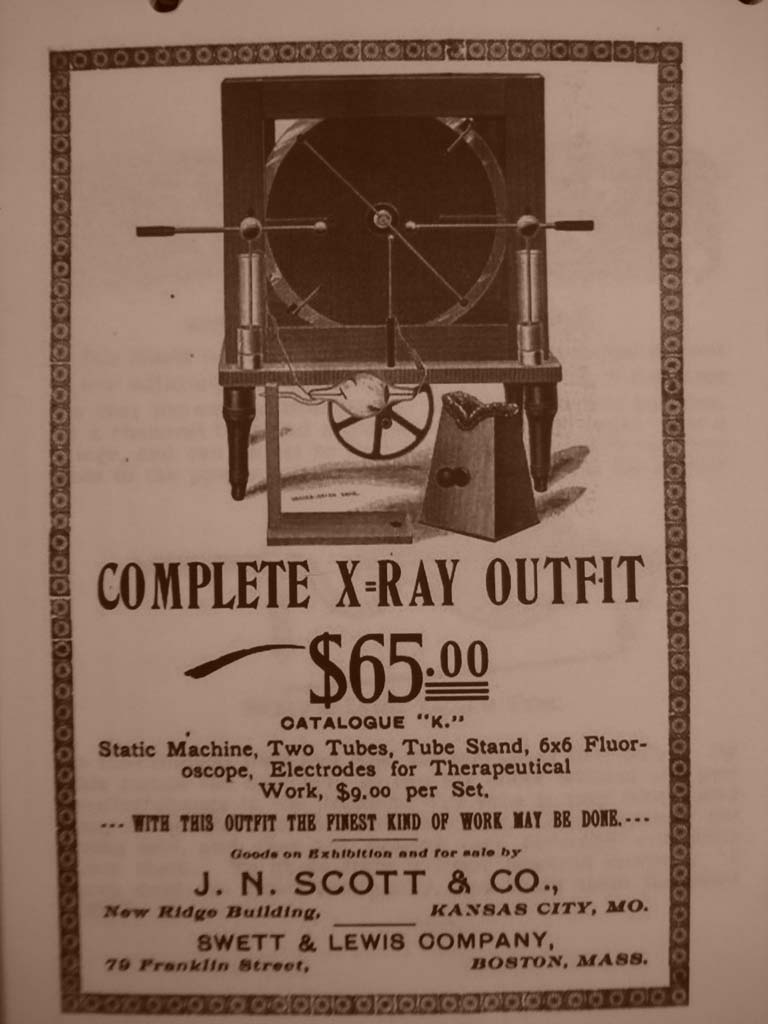 COMPLETE X=RAY OUTFIT
$65.00
CATALOGUE "K."
Static Machine, Two Tubes, Tube Stand, 6x6 Fluor-
oscope, Electrodes for Therapeutical
Work, $9.00 per Set.
--- WITH THIS OUTFIT THE FINEST KIND OF WORK MAY BE DONE. ---
Goods on Exhibition and for sale by
J. N. SCOTT & CO.,
New Ridge Building, KANSAS CITY, MO.
SWETT & LEWIS COMPANY,
79 Franklin Street, BOSTON, MASS.